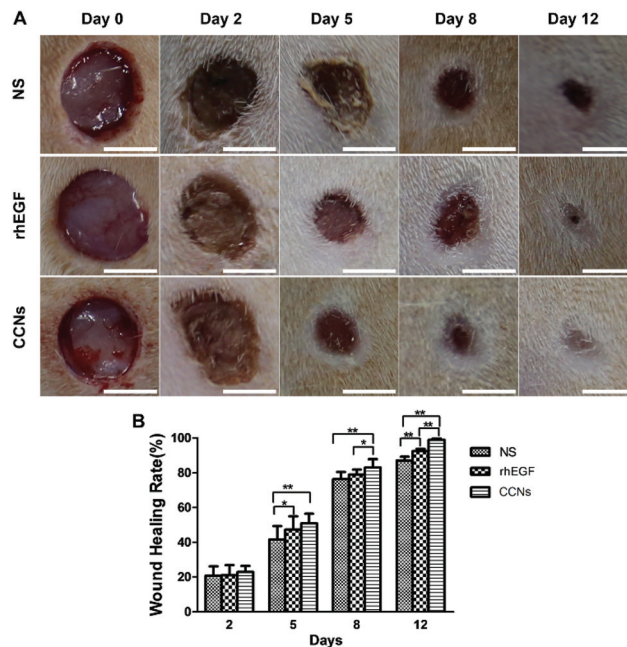 A
Day 0 Day 2 Day 5 Day 8 Day 12
NS
rhEGF
CCNs
B
Wound Healing Rate(%)
100
80
60
40
20
0
** * ** * ** ** **
NS
rhEGF
CCNs
2 5 8 12
Days